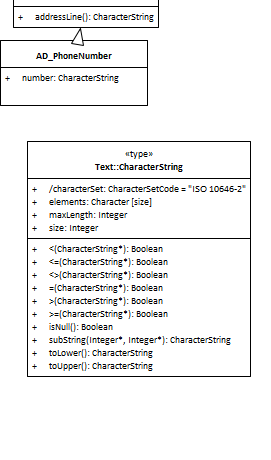 + addressLine(): CharacterString
AD_PhoneNumber
+ number: CharacterString
«type»
Text::CharacterString
+ /characterSet: CharacterSetCode = "ISO 10646-2"
+ elements: Character [size]
+ maxLength: Integer
+ size: Integer
+ <(CharacterString*): Boolean
+ <=(CharacterString*): Boolean
+ <>(CharacterString*): Boolean
+ =(CharacterString*): Boolean
+ >(CharacterString*): Boolean
+ >=(CharacterString*): Boolean
+ isNull(): Boolean
+ subString(Integer*, Integer*): CharacterString
+ toLower(): CharacterString
+ toUpper(): CharacterString